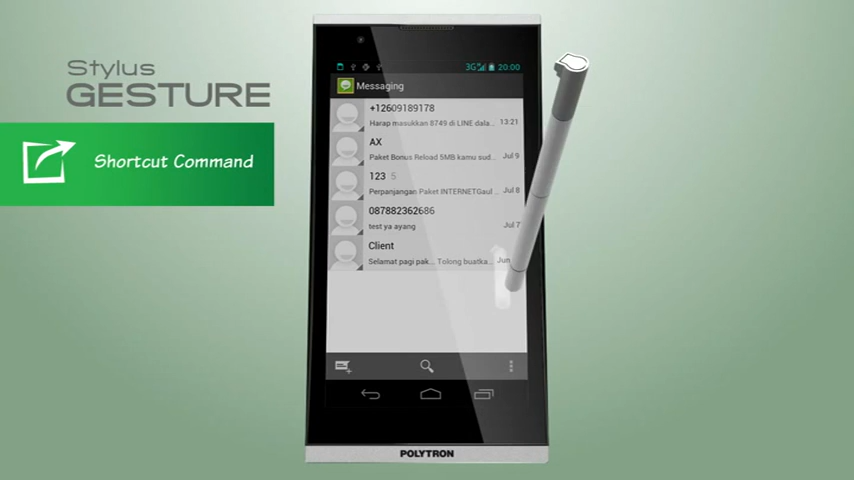 Stylus
GESTURE
Shortcut Command
3G 20:00
Messaging
+12609189178
Harap masukkan 8749 di LINE dala... 13:21
AX
Paket Bonus Reload 5MB kamu sud... Jul 9
123 5
Perpanjangan Paket INTERNETGaul ... Jul 8
087882362686
test ya ayang Jul 7
Client
Selamat pagi pak... Tolong buatka... Jun
POLYTRON